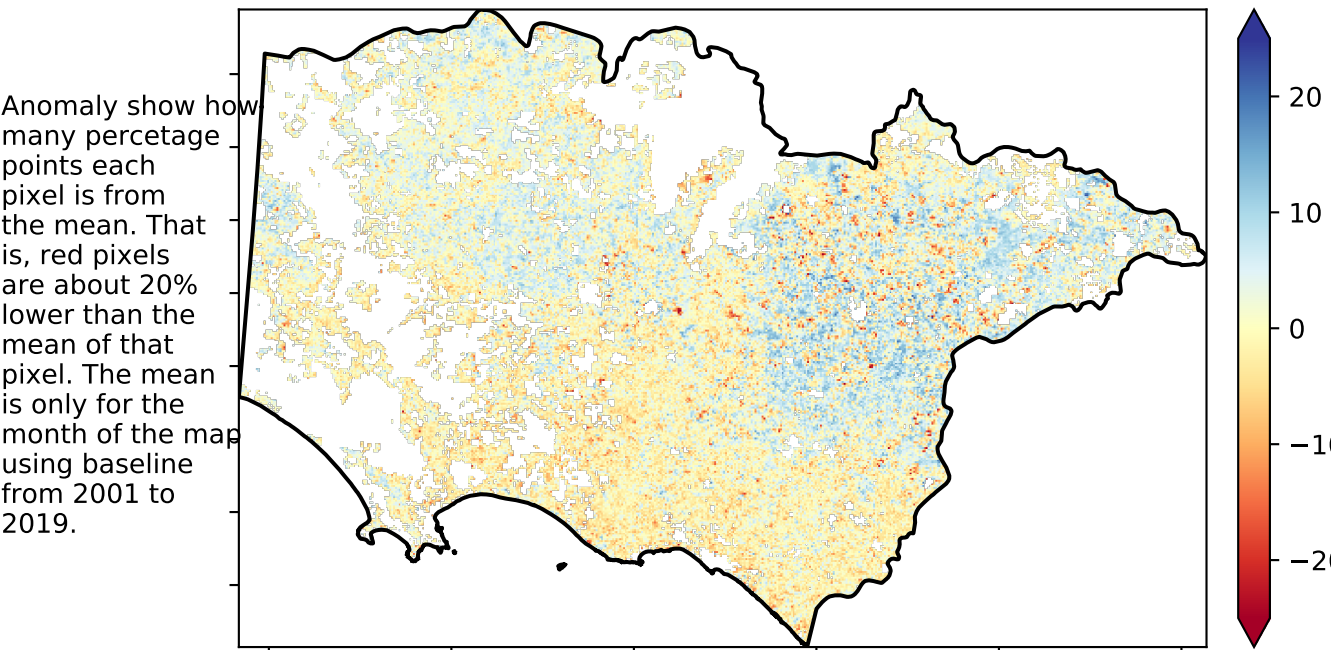 Anomaly show how
many percetage
points each
pixel is from
the mean. That
is, red pixels
are about 20%
lower than the
mean of that
pixel. The mean
is only for the
month of the map
using baseline
from 2001 to
2019.
20
10
0
−10
−20